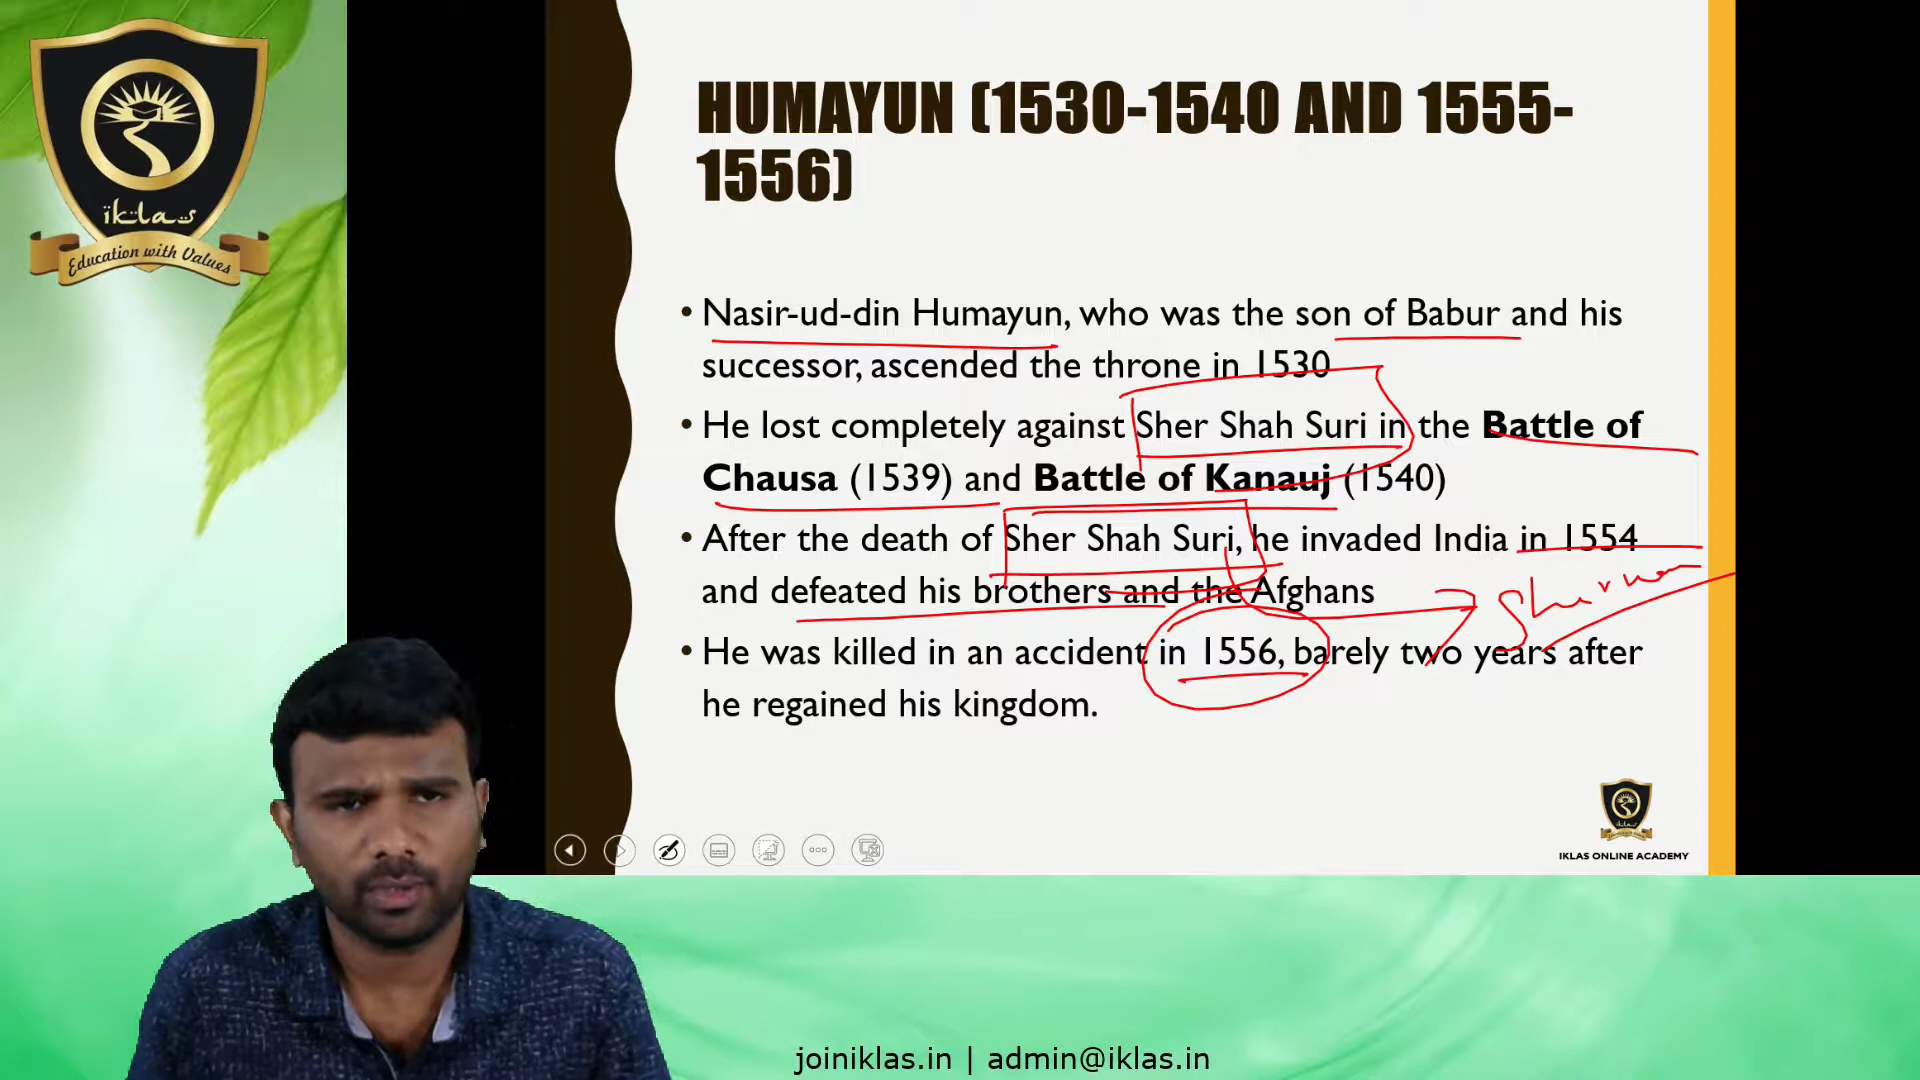 iklas
Education with Values
HUMAYUN (1530-1540 AND 1555-
1556)
• Nasir-ud-din Humayun, who was the son of Babur and his
successor, ascended the throne in 1530
• He lost completely against Sher Shah Suri in the Battle of
Chausa (1539) and Battle of Kanauj (1540)
• After the death of Sher Shah Suri, he invaded India in 1554
and defeated his brothers and the Afghans
• He was killed in an accident in 1556, barely two years after
he regained his kingdom.
IKLAS ONLINE ACADEMY
joiniklas.in | admin@iklas.in